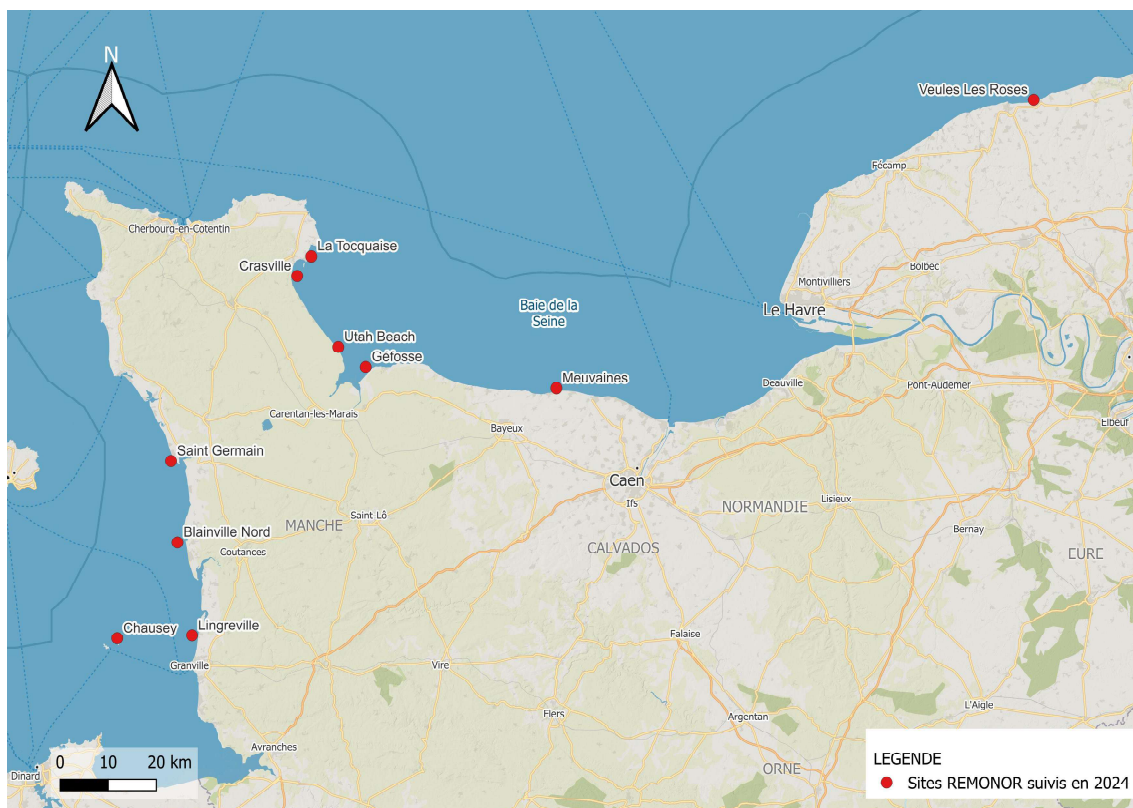 N
Veules Les Roses
Fécamp
Cherbourg-en-Cotentin
La Tocquaise
Crasville
Bolbec
Montivilliers
Baie de la
Seine
Le Havre
Utah Beach
Géfosse
Meuvaines
Deauville
Pont-Audemer
Carentan-les-Marais
Bayeux
Elbeuf
Saint Germain
Caen
Ifs
Lisieux
NORMANDIE
Saint Lô
MANCHE
Bernay
Blainville Nord
Coutances
CALVADOS
EURE
Chausey
Lingreville
Falaise
Granville
Vire
L'Aigle
Flers
Argentan
Avranches
ORNE
Dinard
0 10 20 km
LEGENDE
Sites REMONOR suivis en 2021